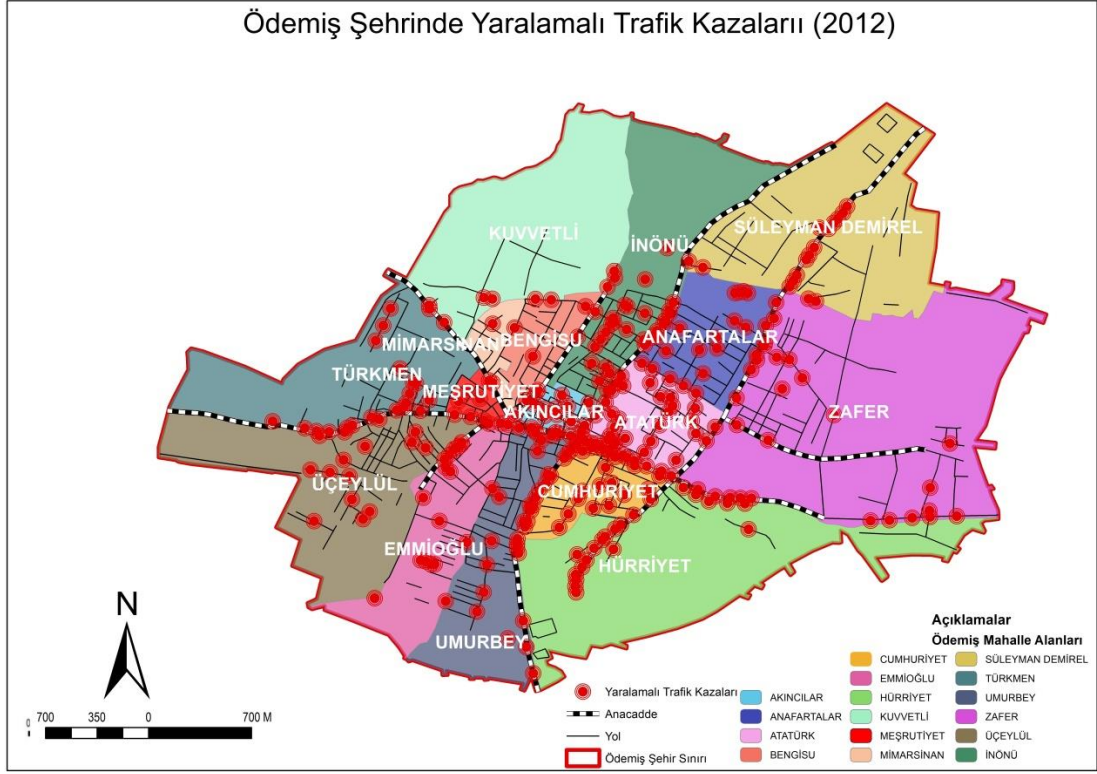 Ödemiş Şehrinde Yaralamalı Trafik Kazalarıı (2012)
SÜLEYMAN DEMİREL
KUVVETLİ
İNÖNÜ
ANAFARTALAR
MİMARSİNAN
BENGİSU
TÜRKMEN
MEŞRUTİYET
AKINCILAR
ATATÜRK
ZAFER
ÜÇEYLÜL
CUMHURİYET
EMMİOĞLU
HÜRRİYET
UMURBEY
N
700 350 0 700 M
Açıklamalar
Ödemiş Mahalle Alanları
Yaralamalı Trafik Kazaları
Anacadde
Yol
Ödemiş Şehir Sınırı
AKINCILAR
ANAFARTALAR
ATATÜRK
BENGİSU
CUMHURİYET
EMMİOĞLU
HÜRRİYET
KUVVETLİ
MEŞRUTİYET
MİMARSİNAN
SÜLEYMAN DEMİREL
TÜRKMEN
UMURBEY
ZAFER
ÜÇEYLÜL
İNÖNÜ